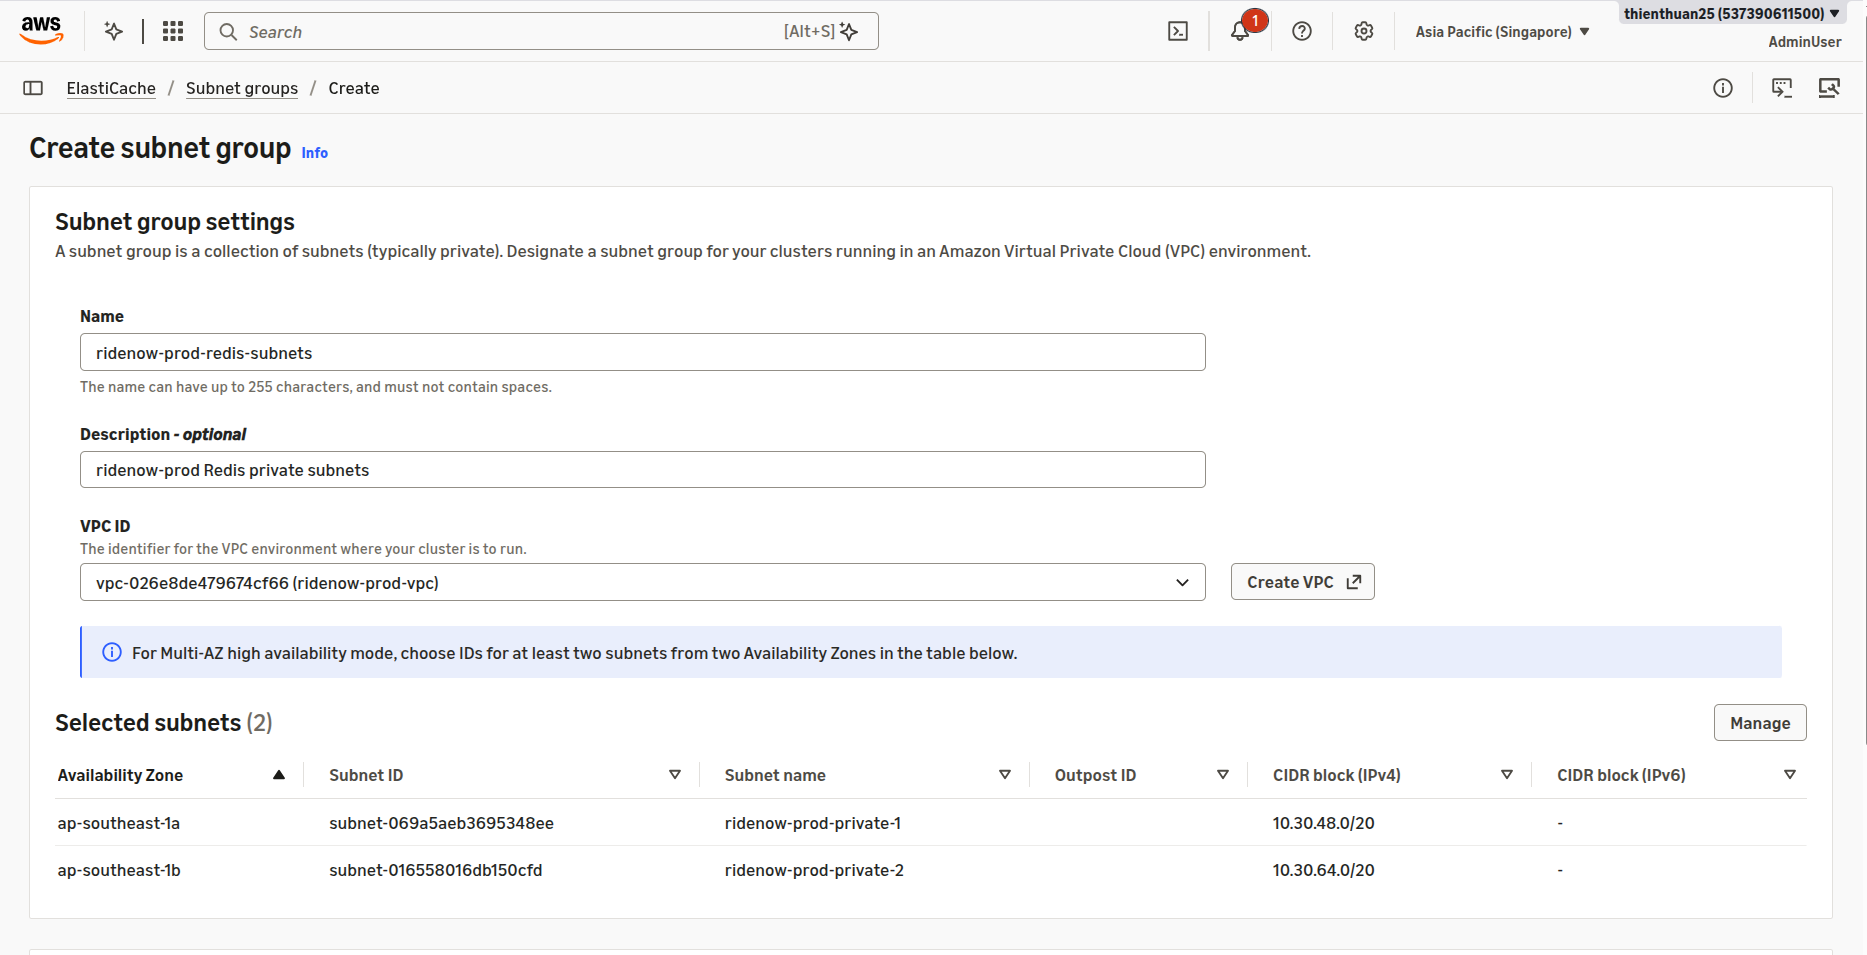 aws
Search [Alt+S]
1
Asia Pacific (Singapore)
thienthuan25 (537390611500)
AdminUser
ElastiCache / Subnet groups / Create
Create subnet group Info
Subnet group settings
A subnet group is a collection of subnets (typically private). Designate a subnet group for your clusters running in an Amazon Virtual Private Cloud (VPC) environment.
Name
ridenow-prod-redis-subnets
The name can have up to 255 characters, and must not contain spaces.
Description - optional
ridenow-prod Redis private subnets
VPC ID
The identifier for the VPC environment where your cluster is to run.
vpc-026e8de479674cf66 (ridenow-prod-vpc)
Create VPC
For Multi-AZ high availability mode, choose IDs for at least two subnets from two Availability Zones in the table below.
Selected subnets (2)
Manage
Availability Zone Subnet ID Subnet name Outpost ID CIDR block (IPv4) CIDR block (IPv6)
ap-southeast-1a subnet-069a5aeb3695348ee ridenow-prod-private-1 10.30.48.0/20 -
ap-southeast-1b subnet-016558016db150cfd ridenow-prod-private-2 10.30.64.0/20 -